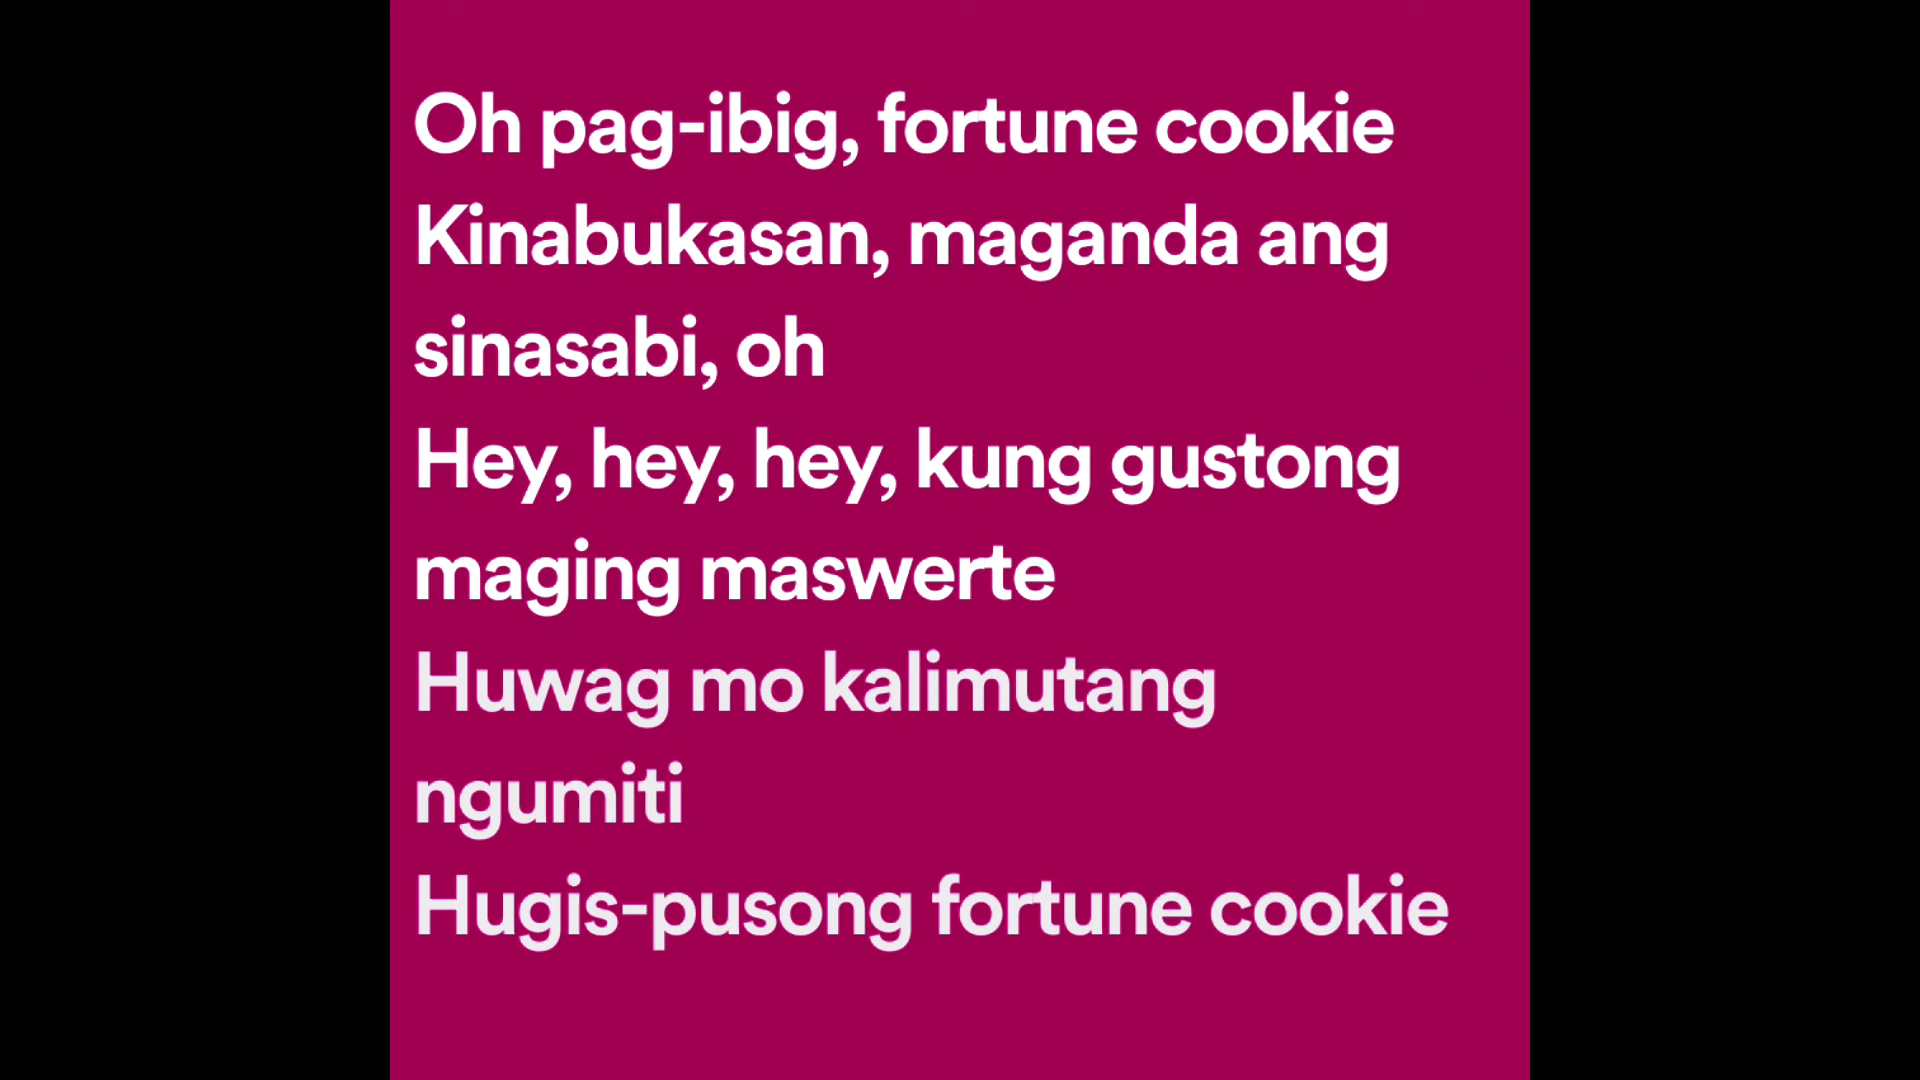 Oh pag-ibig, fortune cookie
Kinabukasan, maganda ang
sinasabi, oh
Hey, hey, hey, kung gustong
maging maswerte
Huwag mo kalimutang
ngumiti
Hugis-pusong fortune cookie